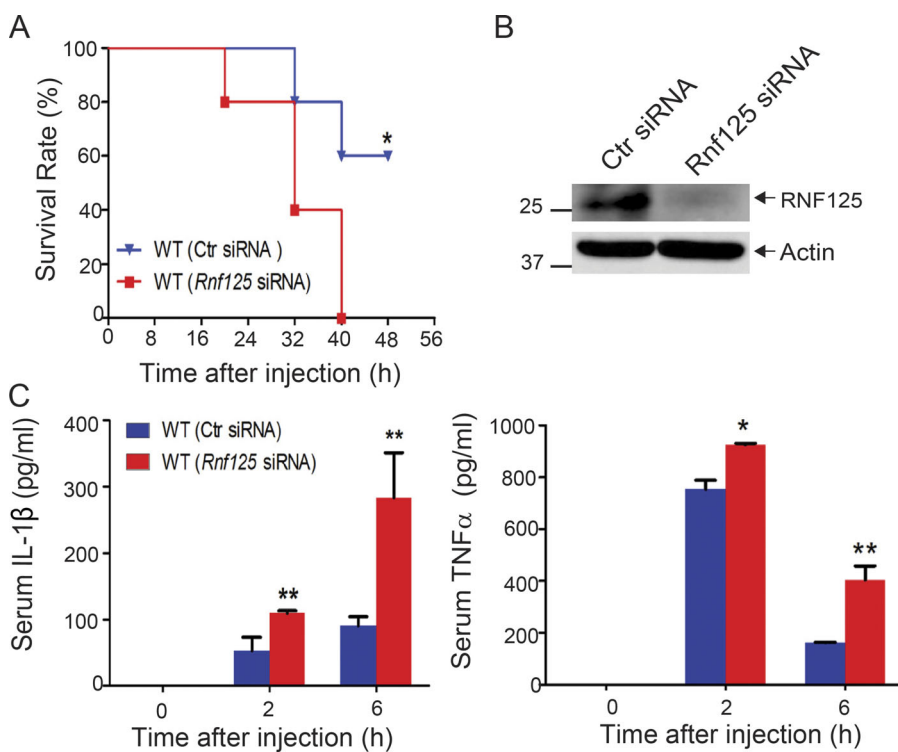 A
Survival Rate (%)
100
80
60
40
20
0
*
WT (Ctr siRNA )
WT (Rnf125 siRNA)
0 8 16 24 32 40 48 56
Time after injection (h)
B
Ctr siRNA
Rnf125 siRNA
25
RNF125
37
Actin
C
Serum IL-1β (pg/ml)
400
300
200
100
0
WT (Ctr siRNA)
WT (Rnf125 siRNA)
**
**
0 2 6
Time after injection (h)
Serum TNFα (pg/ml)
1000
800
600
400
200
0
*
**
0 2 6
Time after injection (h)